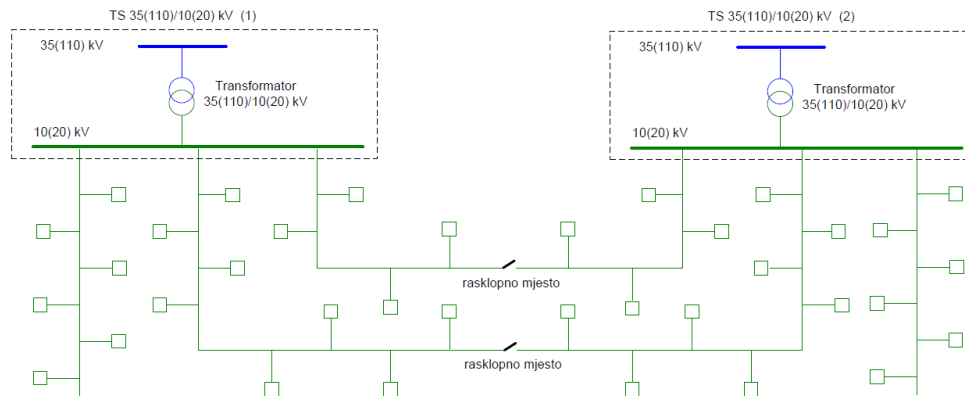 TS 35(110)/10(20) kV (1)
35(110) kV
Transformator
35(110)/10(20) kV
10(20) kV
TS 35(110)/10(20) kV (2)
35(110) kV
Transformator
35(110)/10(20) kV
10(20) kV
rasklopno mjesto
rasklopno mjesto